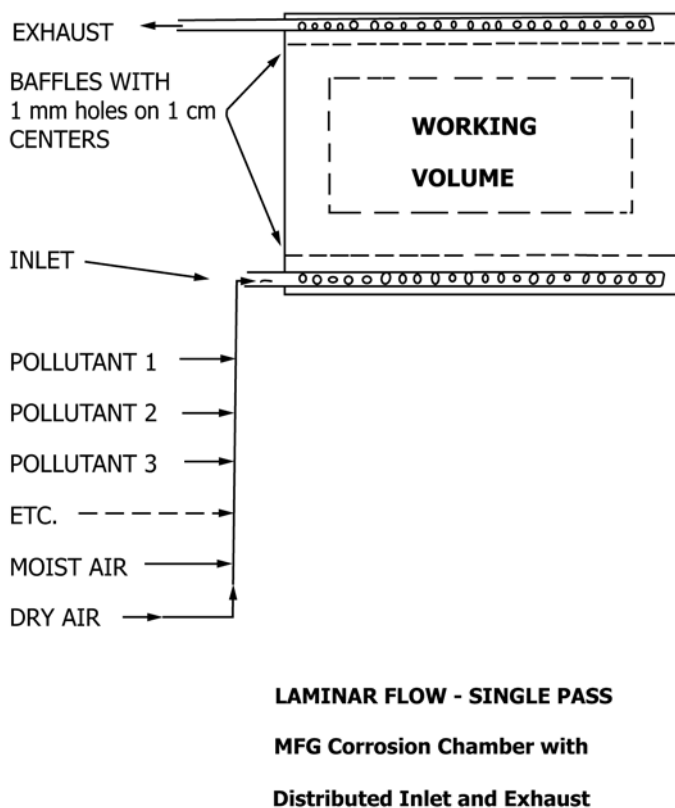 EXHAUST
BAFFLES WITH
1 mm holes on 1 cm
CENTERS
WORKING
VOLUME
INLET
POLLUTANT 1
POLLUTANT 2
POLLUTANT 3
ETC.
MOIST AIR
DRY AIR
LAMINAR FLOW - SINGLE PASS
MFG Corrosion Chamber with
Distributed Inlet and Exhaust